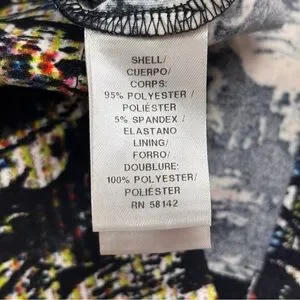 SHELL/
CUERPO/
CORPS:
95% POLYESTER /
POLIÉSTER
5% SPANDEX /
ELASTANO
LINING/
FORRO/
DOUBLURE:
100% POLYESTER/
POLIÉSTER
RN 58142